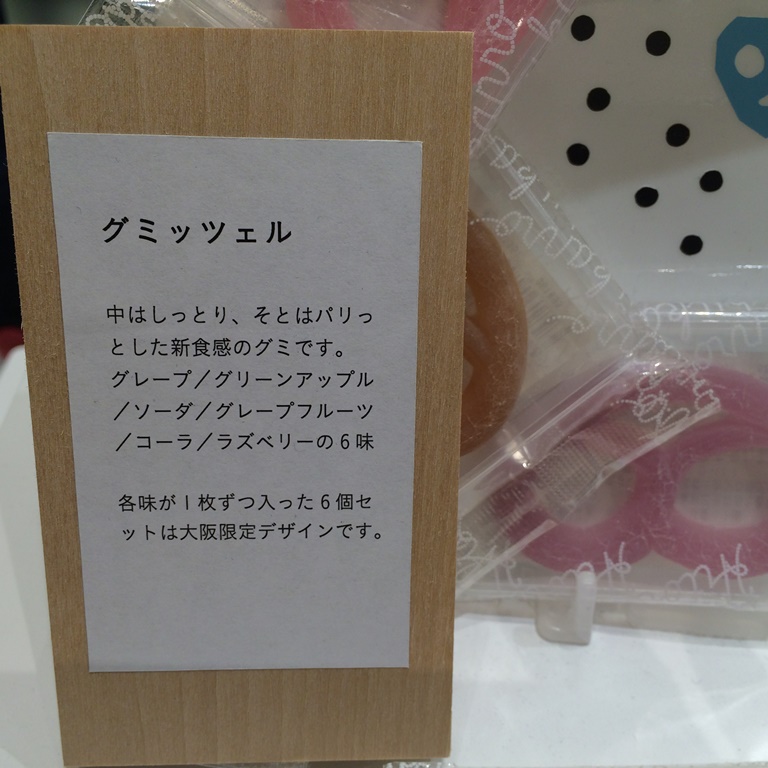 グミッツェル
中はしっとり、そとはパリっ
とした新食感のグミです。
グレープ／グリーンアップル
／ソーダ／グレープフルーツ
／コーラ／ラズベリーの６味
各味が１枚ずつ入った６個セ
ットは大阪限定デザインです。